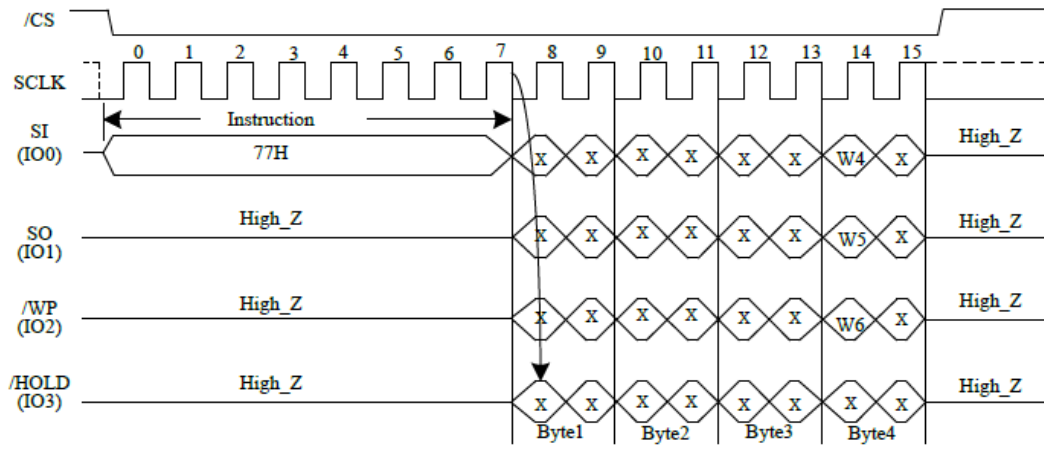 /CS
0 1 2 3 4 5 6 7 8 9 10 11 12 13 14 15
SCLK
Instruction
SI
(IO0)
77H
X X X X X X W4 X
High_Z
SO
(IO1)
High_Z
X X X X X X W5 X
High_Z
/WP
(IO2)
High_Z
X X X X X X W6 X
High_Z
/HOLD
(IO3)
High_Z
X X X X X X X X
High_Z
Byte1 Byte2 Byte3 Byte4